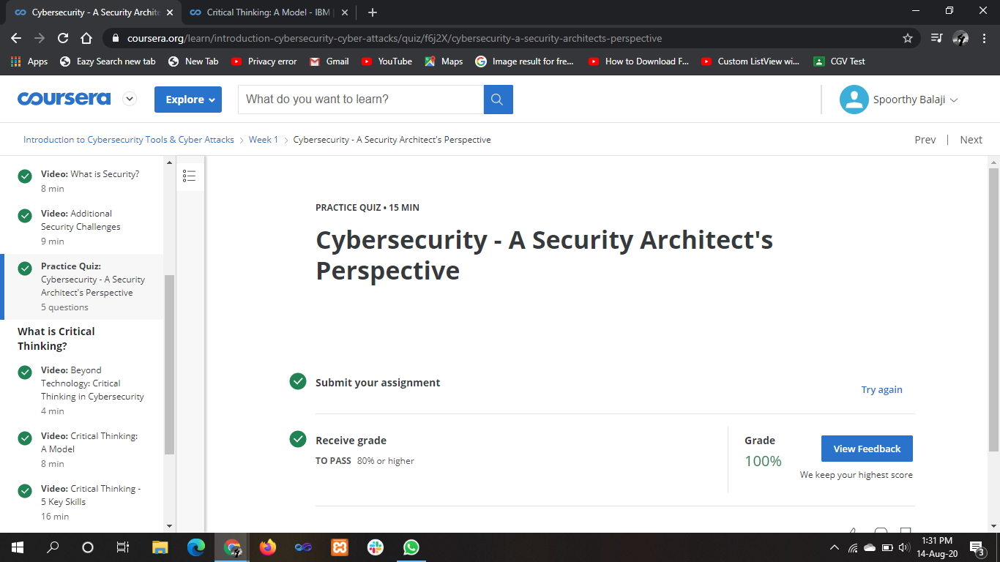 Cybersecurity - A Security Archite
Critical Thinking: A Model - IBM |
coursera.org/learn/introduction-cybersecurity-cyber-attacks/quiz/f6j2X/cybersecurity-a-security-architects-perspective
Apps
Eazy Search new tab
New Tab
Privacy error
Gmail
YouTube
Maps
Image result for fre...
How to Download F...
Custom ListView wi...
CGV Test
coursera
Explore
What do you want to learn?
Spoorthy Balaji
Introduction to Cybersecurity Tools & Cyber Attacks > Week 1 > Cybersecurity - A Security Architect's Perspective
Prev | Next
Video: What is Security?
8 min
Video: Additional
Security Challenges
9 min
Practice Quiz:
Cybersecurity - A Security
Architect's Perspective
5 questions
What is Critical
Thinking?
Video: Beyond
Technology: Critical
Thinking in Cybersecurity
4 min
Video: Critical Thinking:
A Model
8 min
Video: Critical Thinking -
5 Key Skills
16 min
PRACTICE QUIZ • 15 MIN
Cybersecurity - A Security Architect's
Perspective
Submit your assignment
Try again
Receive grade
TO PASS 80% or higher
Grade
100%
View Feedback
We keep your highest score
1:31 PM
14-Aug-20
3